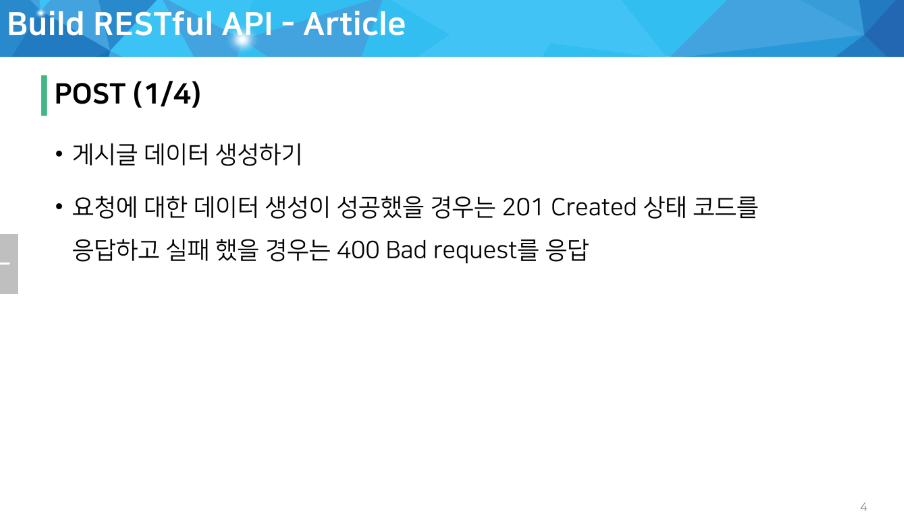 Build RESTful API - Article
POST (1/4)
• 게시글 데이터 생성하기
• 요청에 대한 데이터 생성이 성공했을 경우는 201 Created 상태 코드를
응답하고 실패 했을 경우는 400 Bad request를 응답
4